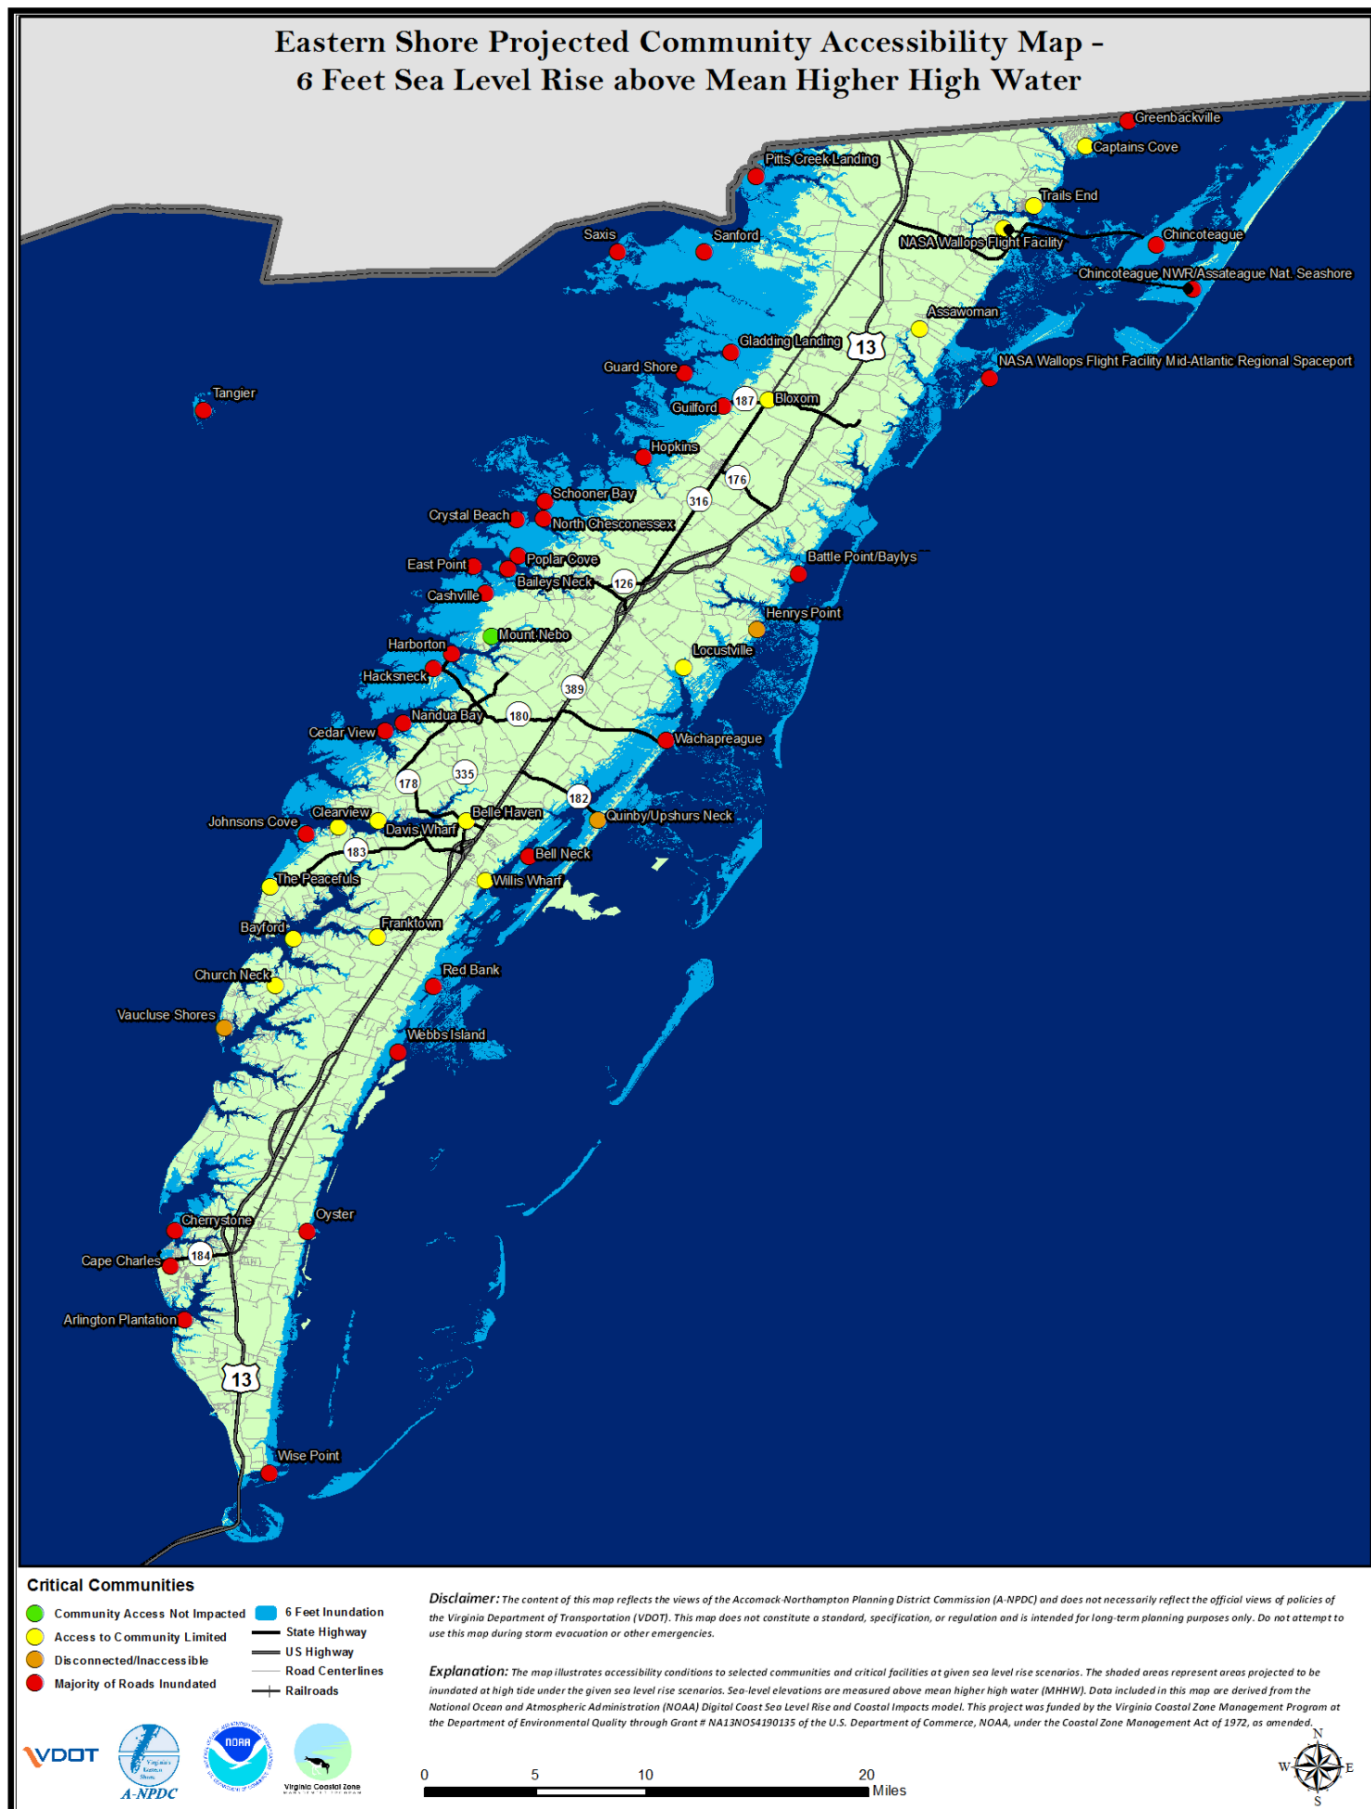 Eastern Shore Projected Community Accessibility Map -
6 Feet Sea Level Rise above Mean Higher High Water
Greenbackville
Captains Cove
Pitts Creek Landing
Trails End
Saxis
Sanford
NASA Wallops Flight Facility
Chincoteague
Chincoteague NWR/Assateague Nat. Seashore
Assawoman
Gladding Landing
13
NASA Wallops Flight Facility Mid-Atlantic Regional Spaceport
Guard Shore
Tangier
Guilford
187
Bloxom
Hopkins
176
316
Schooner Bay
Crystal Beach
North Chesconessex
Poplar Cove
Battle Point/Baylys
East Point
Baileys Neck
126
Cashville
Henrys Point
Mount Nebo
Harborton
Locustville
Hacksneck
389
180
Nandua Bay
Cedar View
Wachapreague
178
335
182
Clearview
Belle Haven
Quinby/Upshurs Neck
Johnsons Cove
Davis Wharf
183
Bell Neck
The Peacefuls
Willis Wharf
Bayford
Franktown
Church Neck
Red Bank
Vaucluse Shores
Webbs Island
Cherrystone
Oyster
184
Cape Charles
Arlington Plantation
13
Wise Point
Critical Communities
Community Access Not Impacted
Access to Community Limited
Disconnected/Inaccessible
Majority of Roads Inundated
6 Feet Inundation
State Highway
US Highway
Road Centerlines
Railroads
Disclaimer: The content of this map reflects the views of the Accomack-Northampton Planning District Commission (A-NPDC) and does not necessarily reflect the official views of policies of
the Virginia Department of Transportation (VDOT). This map does not constitute a standard, specification, or regulation and is intended for long-term planning purposes only. Do not attempt to
use this map during storm evacuation or other emergencies.
Explanation: The map illustrates accessibility conditions to selected communities and critical facilities at given sea level rise scenarios. The shaded areas represent areas projected to be
inundated at high tide under the given sea level rise scenarios. Sea-level elevations are measured above mean higher high water (MHHW). Data included in this map are derived from the
National Ocean and Atmospheric Administration (NOAA) Digital Coast Sea Level Rise and Coastal Impacts model. This project was funded by the Virginia Coastal Zone Management Program at
the Department of Environmental Quality through Grant # NA13NOS4190135 of the U.S. Department of Commerce, NOAA, under the Coastal Zone Management Act of 1972, as amended.
VDOT
Virginia's
Eastern
Shore
A-NPDC
NOAA
Virginia Coastal Zone
MANAGEMENT PROGRAM
0 5 10 20
Miles
N
W E
S